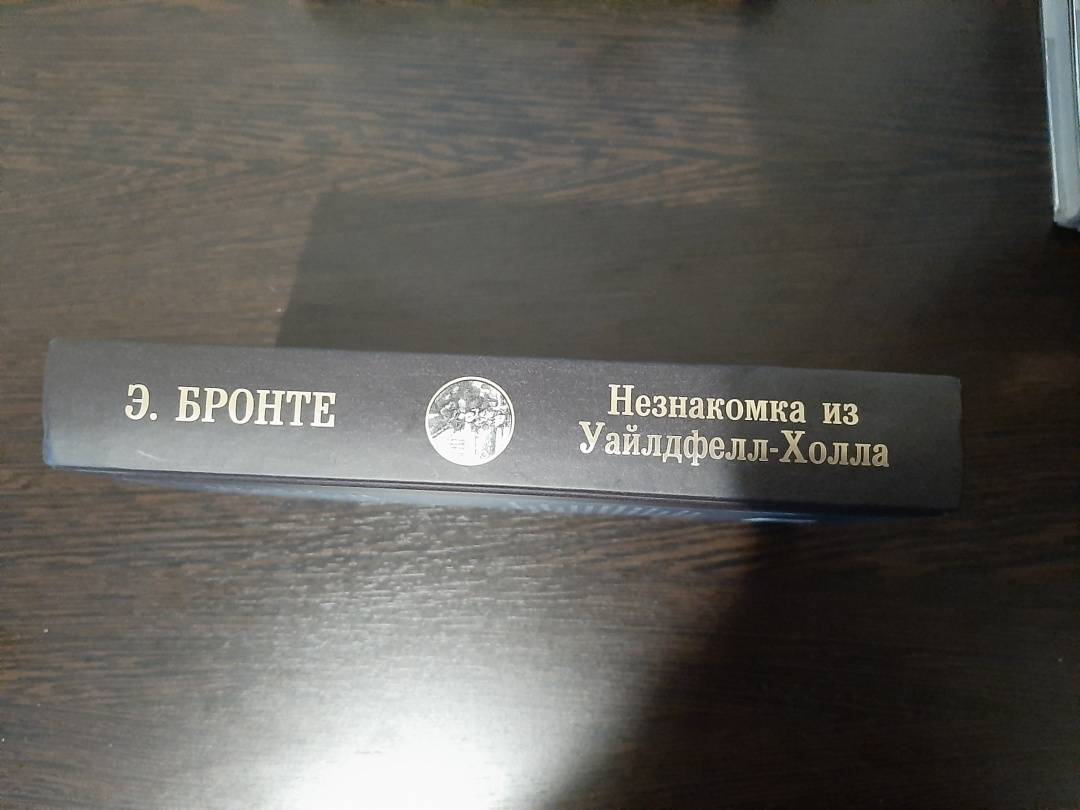 Э. БРОНТЕ
Незнакомка из
Уайлдфелл-Холла